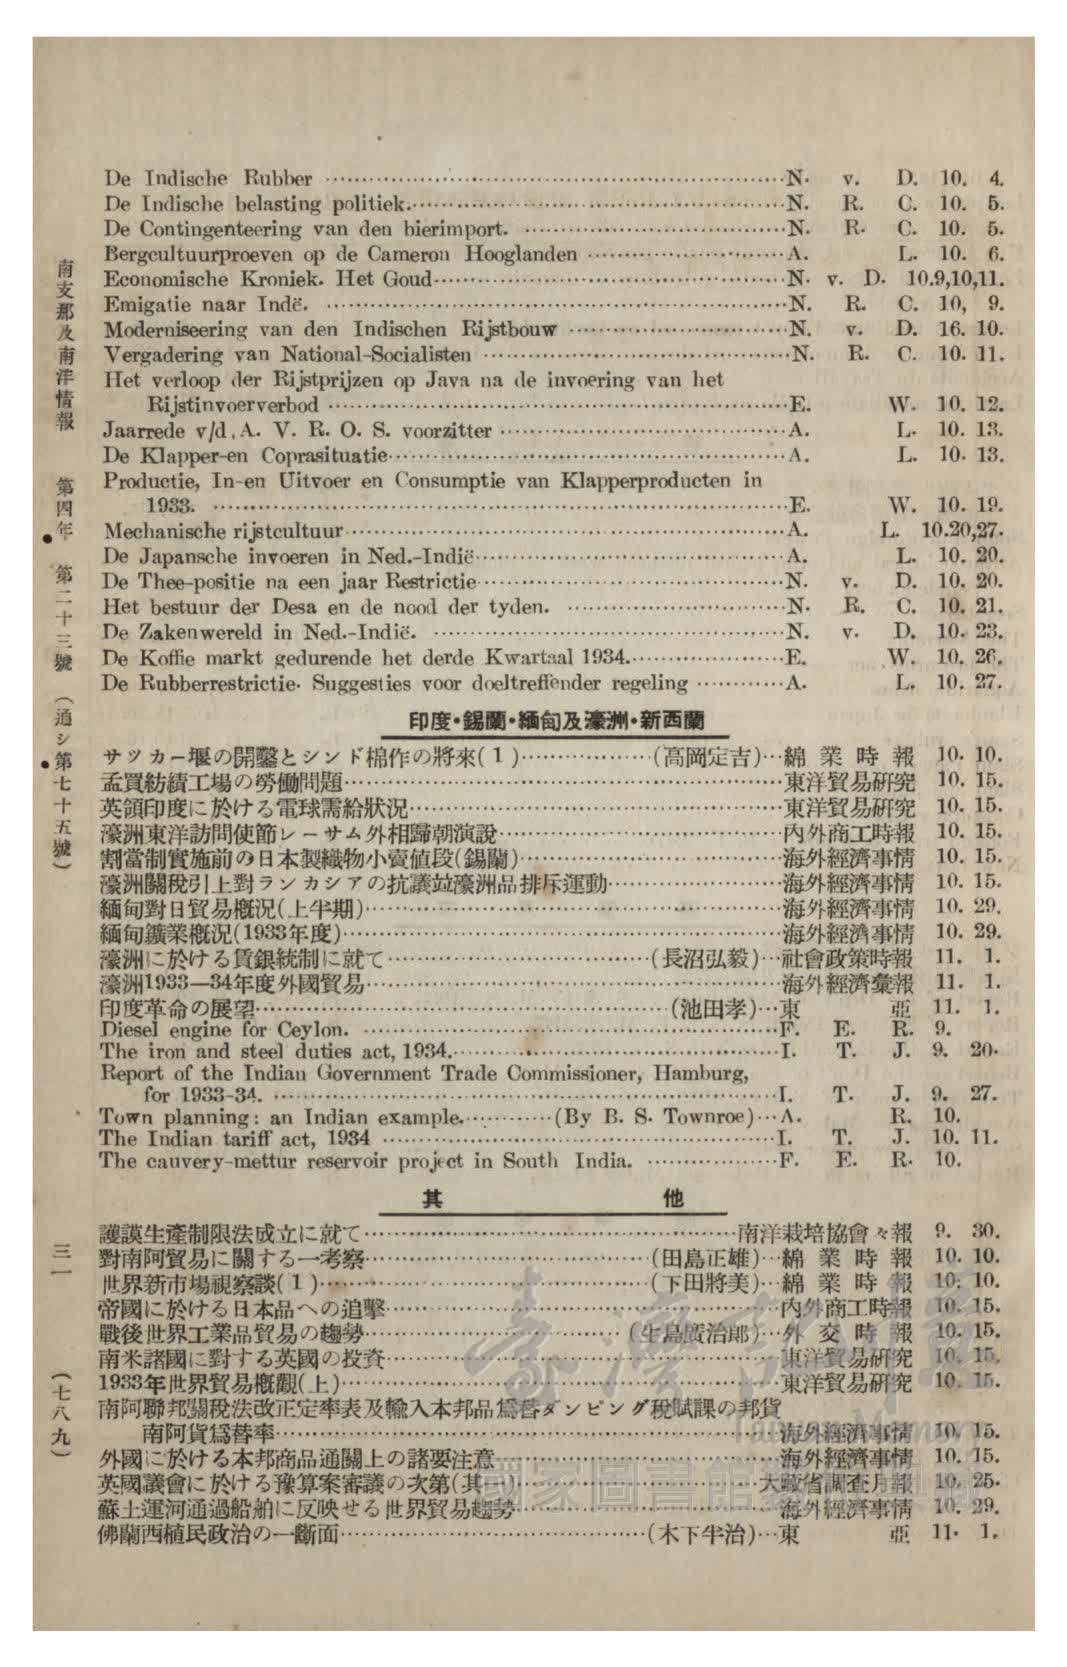 De Indische Rubber ……N. v. D. 10. 4.
De Indische belasting politiek.……N. R. C. 10. 5.
De Contingenteering van den bierimport. ……N. R. C. 10. 5.
Bergcultuurproeven op de Cameron Hooglanden ……A. L. 10. 6.
Economische Kroniek. Het Goud……N. v. D. 10.9,10,11.
Emigatie naar Indë. ……N. R. C. 10, 9.
Moderniseering van den Indischen Rijstbouw ……N. v. D. 16. 10.
Vergadering van National-Socialisten ……N. R. C. 10. 11.
Het verloop der Rijstprijzen op Java na de invoering van het
Rijstinvoerverbod ……E. W. 10. 12.
Jaarrede v/d. A. V. R. O. S. voorzitter ……A. L. 10. 13.
De Klapper-en Coprasituatie……A. L. 10. 13.
Productie, In-en Uitvoer en Consumptie van Klapperproducten in
1933. ……E. W. 10. 19.
Mechanische rijstcultuur……A. L. 10.20,27.
De Japansche invoeren in Ned.-Indië……A. L. 10. 20.
De Thee-positie na een jaar Restrictie……N. v. D. 10. 20.
Het bestuur der Desa en de nood der tyden. ……N. R. C. 10. 21.
De Zakenwereld in Ned.-Indië. ……N. v. D. 10. 23.
De Koffie markt gedurende het derde Kwartaal 1934.……E. W. 10. 26.
De Rubberrestrictie. Suggesties voor doeltreffender regeling ……A. L. 10. 27.
印度・錫蘭・緬甸及濠洲・新西蘭
サツカー堰の開鑿とシンド棉作の將來(1)……(高岡定吉)…綿業時報 10. 10.
孟買紡績工場の勞働問題……東洋貿易研究 10. 15.
英領印度に於ける電球需給狀況……東洋貿易研究 10. 15.
濠洲東洋訪問使節レーサム外相歸朝演說……內外商工時報 10. 15.
割當制實施前の日本製織物小賣値段(錫蘭)……海外經濟事情 10. 15.
濠洲關稅引上對ランカシアの抗議竝濠洲品排斥運動……海外經濟事情 10. 15.
緬甸對日貿易槪況(上半期)……海外經濟事情 10. 29.
緬甸鑛業槪況(1933年度)……海外經濟事情 10. 29.
濠洲に於ける賃銀統制に就て……(長沼弘毅)…社會政策時報 11. 1.
濠洲1933—34年度外國貿易……海外經濟彙報 11. 1.
印度革命の展望……(池田孝)…東亞 11. 1.
Diesel engine for Ceylon. ……F. E. R. 9.
The iron and steel duties act, 1934.……I. T. J. 9. 20.
Report of the Indian Government Trade Commissioner, Hamburg,
for 1933-34. ……I. T. J. 9. 27.
Town planning: an Indian example.……(By B. S. Townroe)…A. R. 10.
The Indian tariff act, 1934 ……I. T. J. 10. 11.
The cauvery-mettur reservoir project in South India. ……F. E. R. 10.
其他
護謨生產制限法成立に就て……南洋栽培協會々報 9. 30.
對南阿貿易に關する一考察……(田島正雄)…綿業時報 10. 10.
世界新市場視察談(1)……(下田將美)…綿業時報 10. 10.
帝國に於ける日本品への追擊……內外商工時報 10. 15.
戰後世界工業品貿易の趨勢……(生島廣治郎)…外交時報 10. 15.
南米諸國に對する英國の投資……東洋貿易研究 10. 15.
1933年世界貿易槪觀(上)……東洋貿易研究 10. 15.
南阿聯邦關稅法改正定率表及輸入本邦品爲替ダンピング稅賦課の邦貨
南阿貨爲替率……海外經濟事情 10. 15.
外國に於ける本邦商品通關上の諸要注意……海外經濟事情 10. 15.
英國議會に於ける豫算案審議の次第(其一)……大藏省調査月報 10. 25.
蘇士運河通過船舶に反映せる世界貿易趨勢……海外經濟事情 10. 29.
佛蘭西植民政治の一斷面……(木下半治)…東亞 11. 1.
南支那及南洋情報 第四年 第二十三號 (通シ第七十五號)
三一
(七八九)